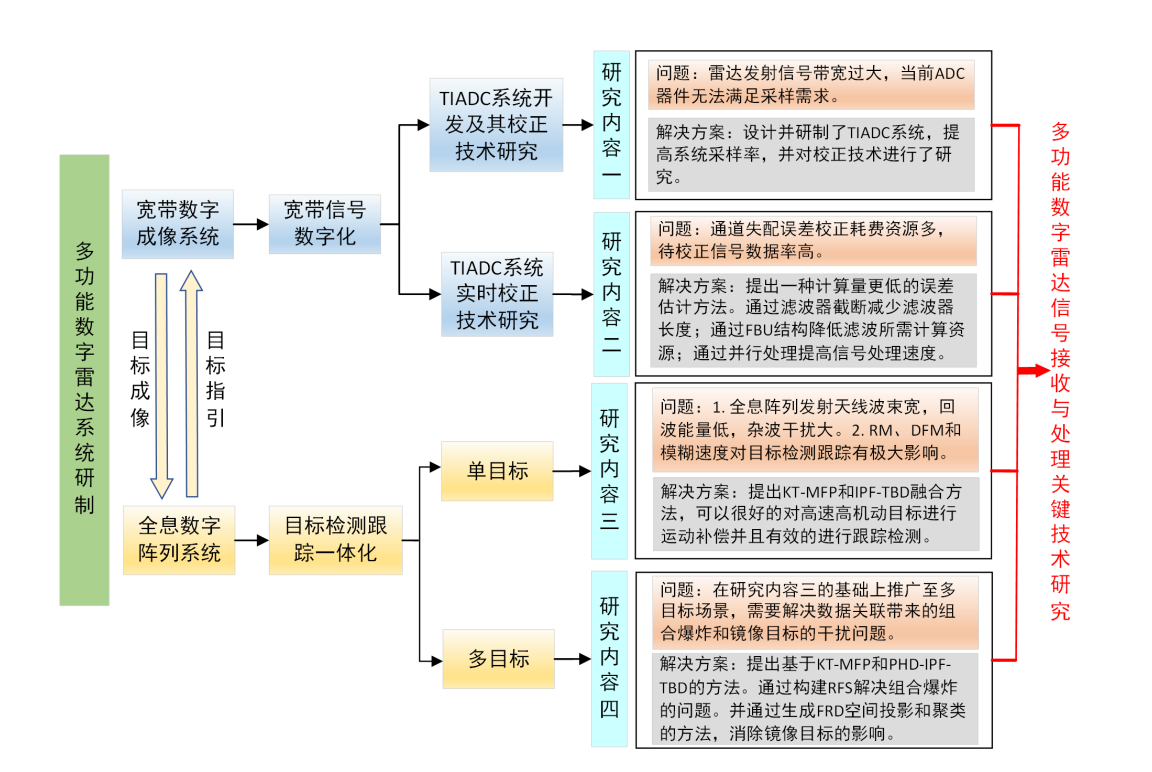 多功能数字雷达系统研制
宽带数字
成像系统
目标成像
目标指引
全息数字
阵列系统
宽带信号
数字化
目标检测跟
踪一体化
TIADC系统开
发及其校正
技术研究
TIADC系统
实时校正
技术研究
单目标
多目标
研究内容一
问题：雷达发射信号带宽过大，当前ADC
器件无法满足采样需求。
解决方案：设计并研制了TIADC系统，提
高系统采样率，并对校正技术进行了研
究。
研究内容二
问题：通道失配误差校正耗费资源多，
待校正信号数据率高。
解决方案：提出一种计算量更低的误差
估计方法。通过滤波器截断减少滤波器
长度；通过FBU结构降低滤波所需计算资
源；通过并行处理提高信号处理速度。
研究内容三
问题：1. 全息阵列发射天线波束宽，回
波能量低，杂波干扰大。2. RM、DFM和
模糊速度对目标检测跟踪有极大影响。
解决方案：提出KT-MFP和IPF-TBD融合方
法，可以很好的对高速高机动目标进行
运动补偿并且有效的进行跟踪检测。
研究内容四
问题：在研究内容三的基础上推广至多
目标场景，需要解决数据关联带来的组
合爆炸和镜像目标的干扰问题。
解决方案：提出基于KT-MFP和PHD-IPF-
TBD的方法。通过构建RFS解决组合爆炸
的问题。并通过生成FRD空间投影和聚类
的方法，消除镜像目标的影响。
多功能数字雷达信号接收与处理关键技术研究